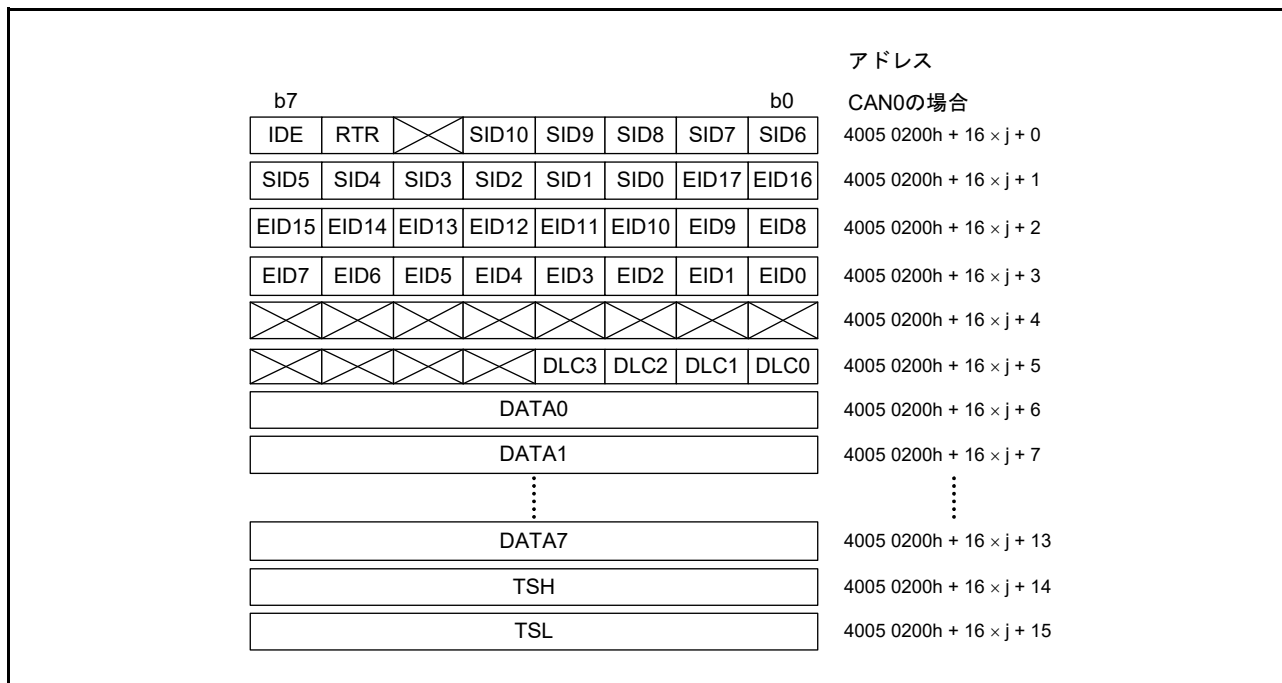 アドレス
b7 b0 CAN0の場合
IDE RTR SID10 SID9 SID8 SID7 SID6 4005 0200h + 16 × j + 0
SID5 SID4 SID3 SID2 SID1 SID0 EID17 EID16 4005 0200h + 16 × j + 1
EID15 EID14 EID13 EID12 EID11 EID10 EID9 EID8 4005 0200h + 16 × j + 2
EID7 EID6 EID5 EID4 EID3 EID2 EID1 EID0 4005 0200h + 16 × j + 3
4005 0200h + 16 × j + 4
DLC3 DLC2 DLC1 DLC0 4005 0200h + 16 × j + 5
DATA0 4005 0200h + 16 × j + 6
DATA1 4005 0200h + 16 × j + 7
DATA7 4005 0200h + 16 × j + 13
TSH 4005 0200h + 16 × j + 14
TSL 4005 0200h + 16 × j + 15